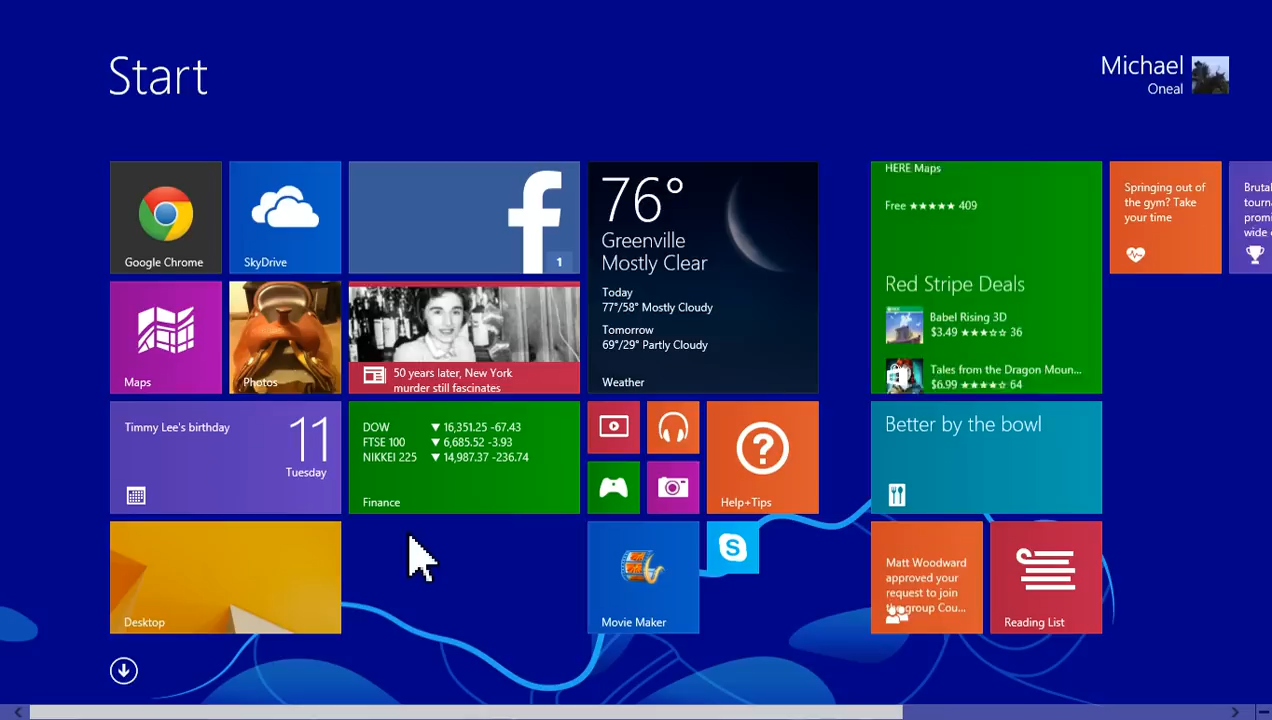 Start
Michael
Oneal
Google Chrome
SkyDrive
1
76°
Greenville
Mostly Clear
Today
77°/58° Mostly Cloudy
Tomorrow
69°/29° Partly Cloudy
Weather
Maps
Photos
50 years later, New York
murder still fascinates
Timmy Lee's birthday
11
Tuesday
DOW ▼ 16,351.25 -67.43
FTSE 100 ▼ 6,685.52 -3.93
NIKKEI 225 ▼ 14,987.37 -236.74
Finance
Help+Tips
Desktop
Movie Maker
HERE Maps
Free ★★★★★ 409
Red Stripe Deals
Babel Rising 3D
$3.49 ★★★☆☆ 36
Tales from the Dragon Moun...
$6.99 ★★★★☆ 64
Springing out of
the gym? Take
your time
Better by the bowl
Matt Woodward
approved your
request to join
the group Cou...
Reading List